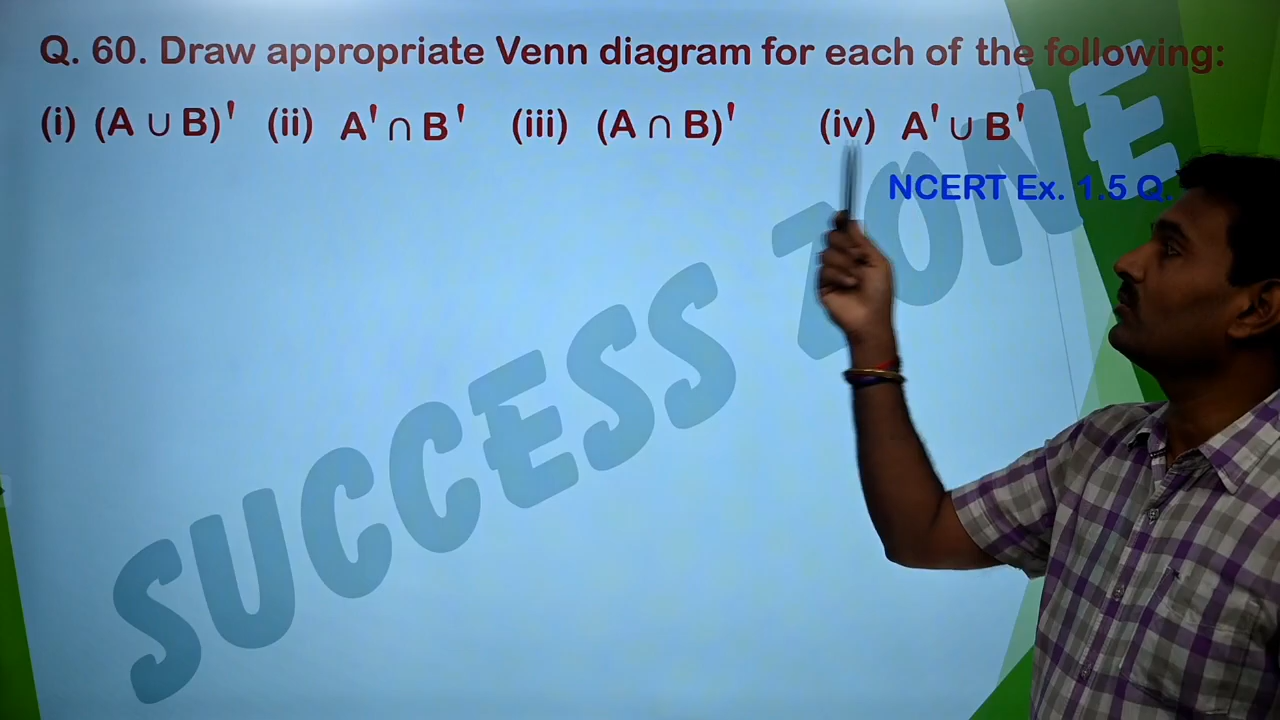 Q. 60. Draw appropriate Venn diagram for each of the following:
(i) (A ∪ B)' (ii) A' ∩ B' (iii) (A ∩ B)' (iv) A' ∪ B'
NCERT Ex. 1.5 Q.
SUCCESS ZONE